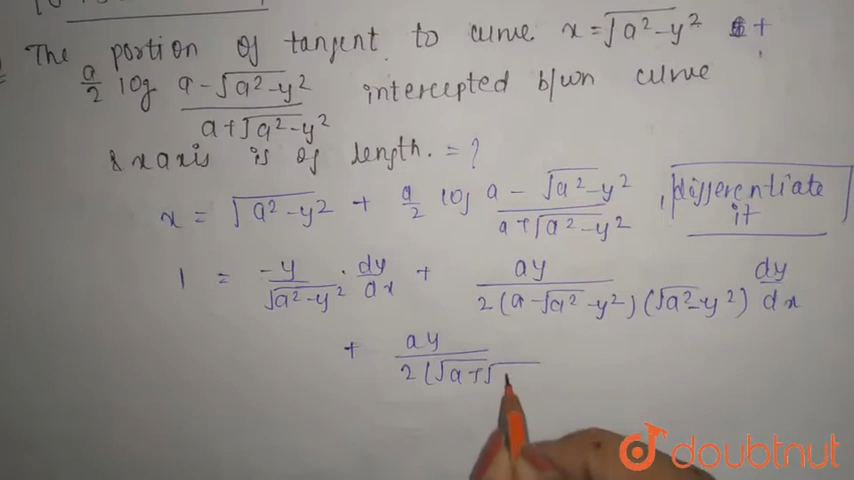 The portion of tangent to curve x = √a²-y² +
a/2 log a-√a²-y² / a+√a²-y² intercepted b/wn curve
& x axis is of length. = ?
x = √a²-y² + a/2 log a - √a²-y² / a+√a²-y² , differentiate it
1 = -y/√a²-y² . dy/dx + ay / 2(a-√a²-y²)(√a²-y²) dy/dx
+ ay / 2(√a+√
doubtnut